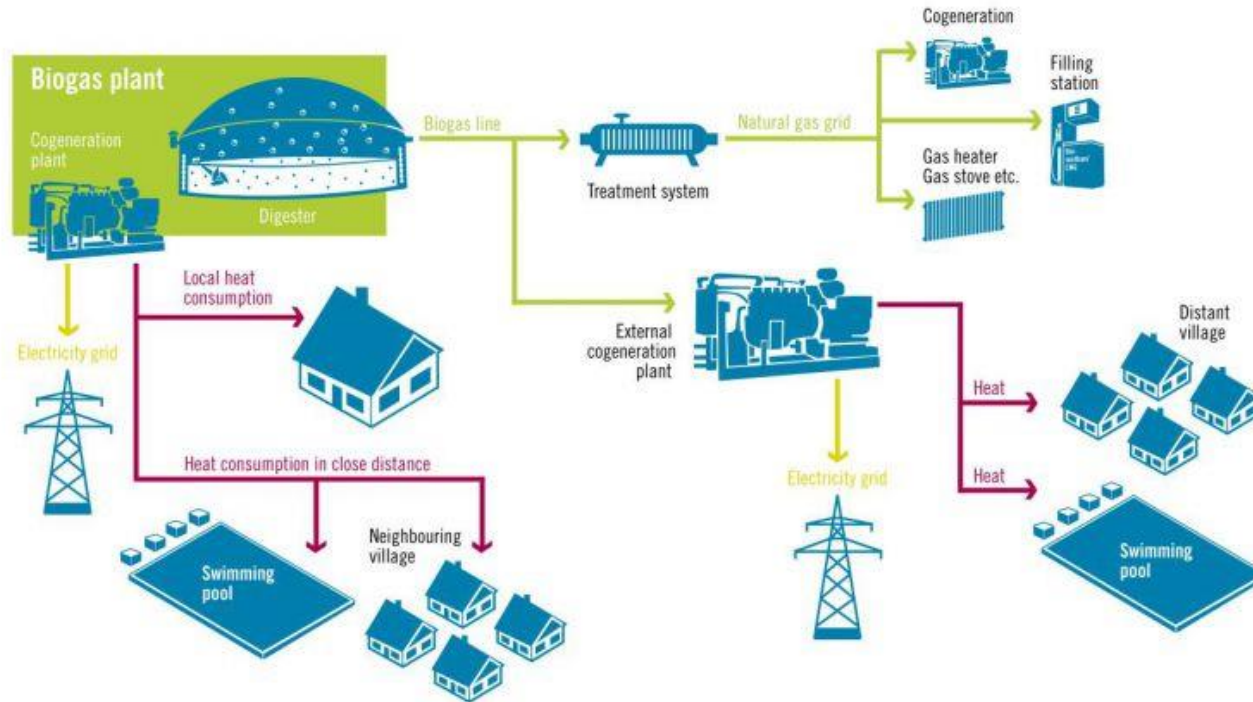 Biogas plant
Cogeneration
plant
Digester
Biogas line
Treatment system
Natural gas grid
Cogeneration
Filling
station
Gas heater
Gas stove etc.
Local heat
consumption
Electricity grid
Heat consumption in close distance
Swimming
pool
Neighbouring
village
External
cogeneration
plant
Electricity grid
Heat
Distant
village
Heat
Swimming
pool